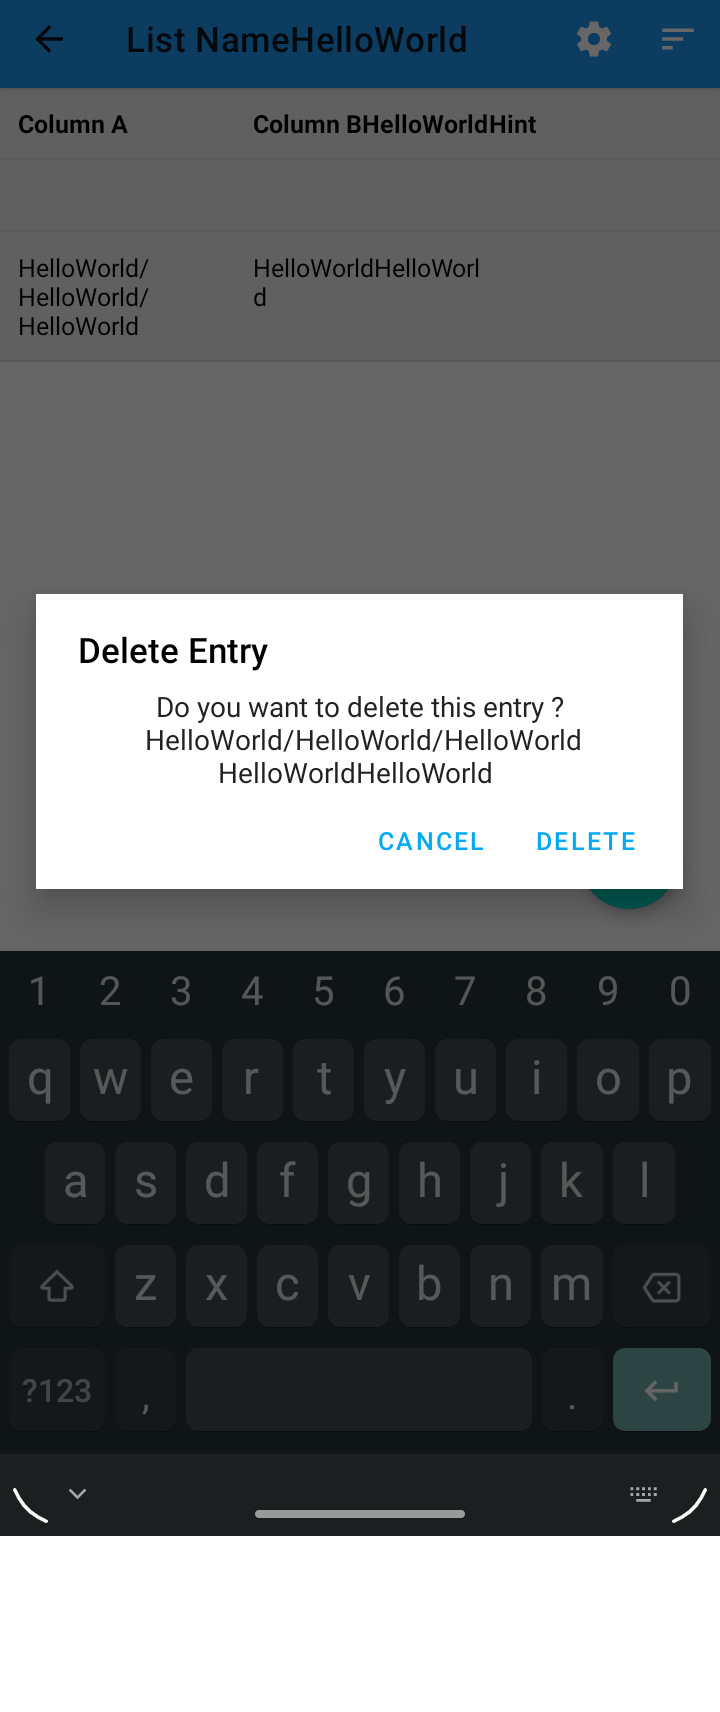 List NameHelloWorld
Column A Column BHelloWorldHint
HelloWorld/ HelloWorldHelloWorl
HelloWorld/ d
HelloWorld
Delete Entry
Do you want to delete this entry ?
HelloWorld/HelloWorld/HelloWorld
HelloWorldHelloWorld
CANCEL DELETE
1 2 3 4 5 6 7 8 9 0
q w e r t y u i o p
a s d f g h j k l
z x c v b n m
?123 , .